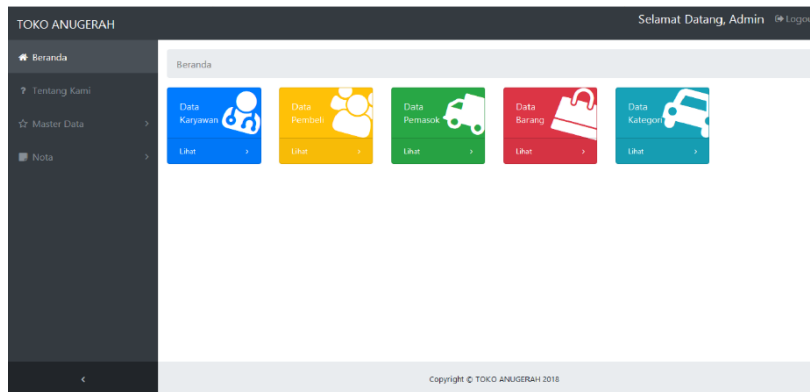 TOKO ANUGERAH
Selamat Datang, Admin Logout
Beranda
Tentang Kami
Master Data
Nota
Beranda
Data
Karyawan
Lihat
Data
Pembeli
Lihat
Data
Pemasok
Lihat
Data
Barang
Lihat
Data
Kategori
Lihat
Copyright © TOKO ANUGERAH 2018